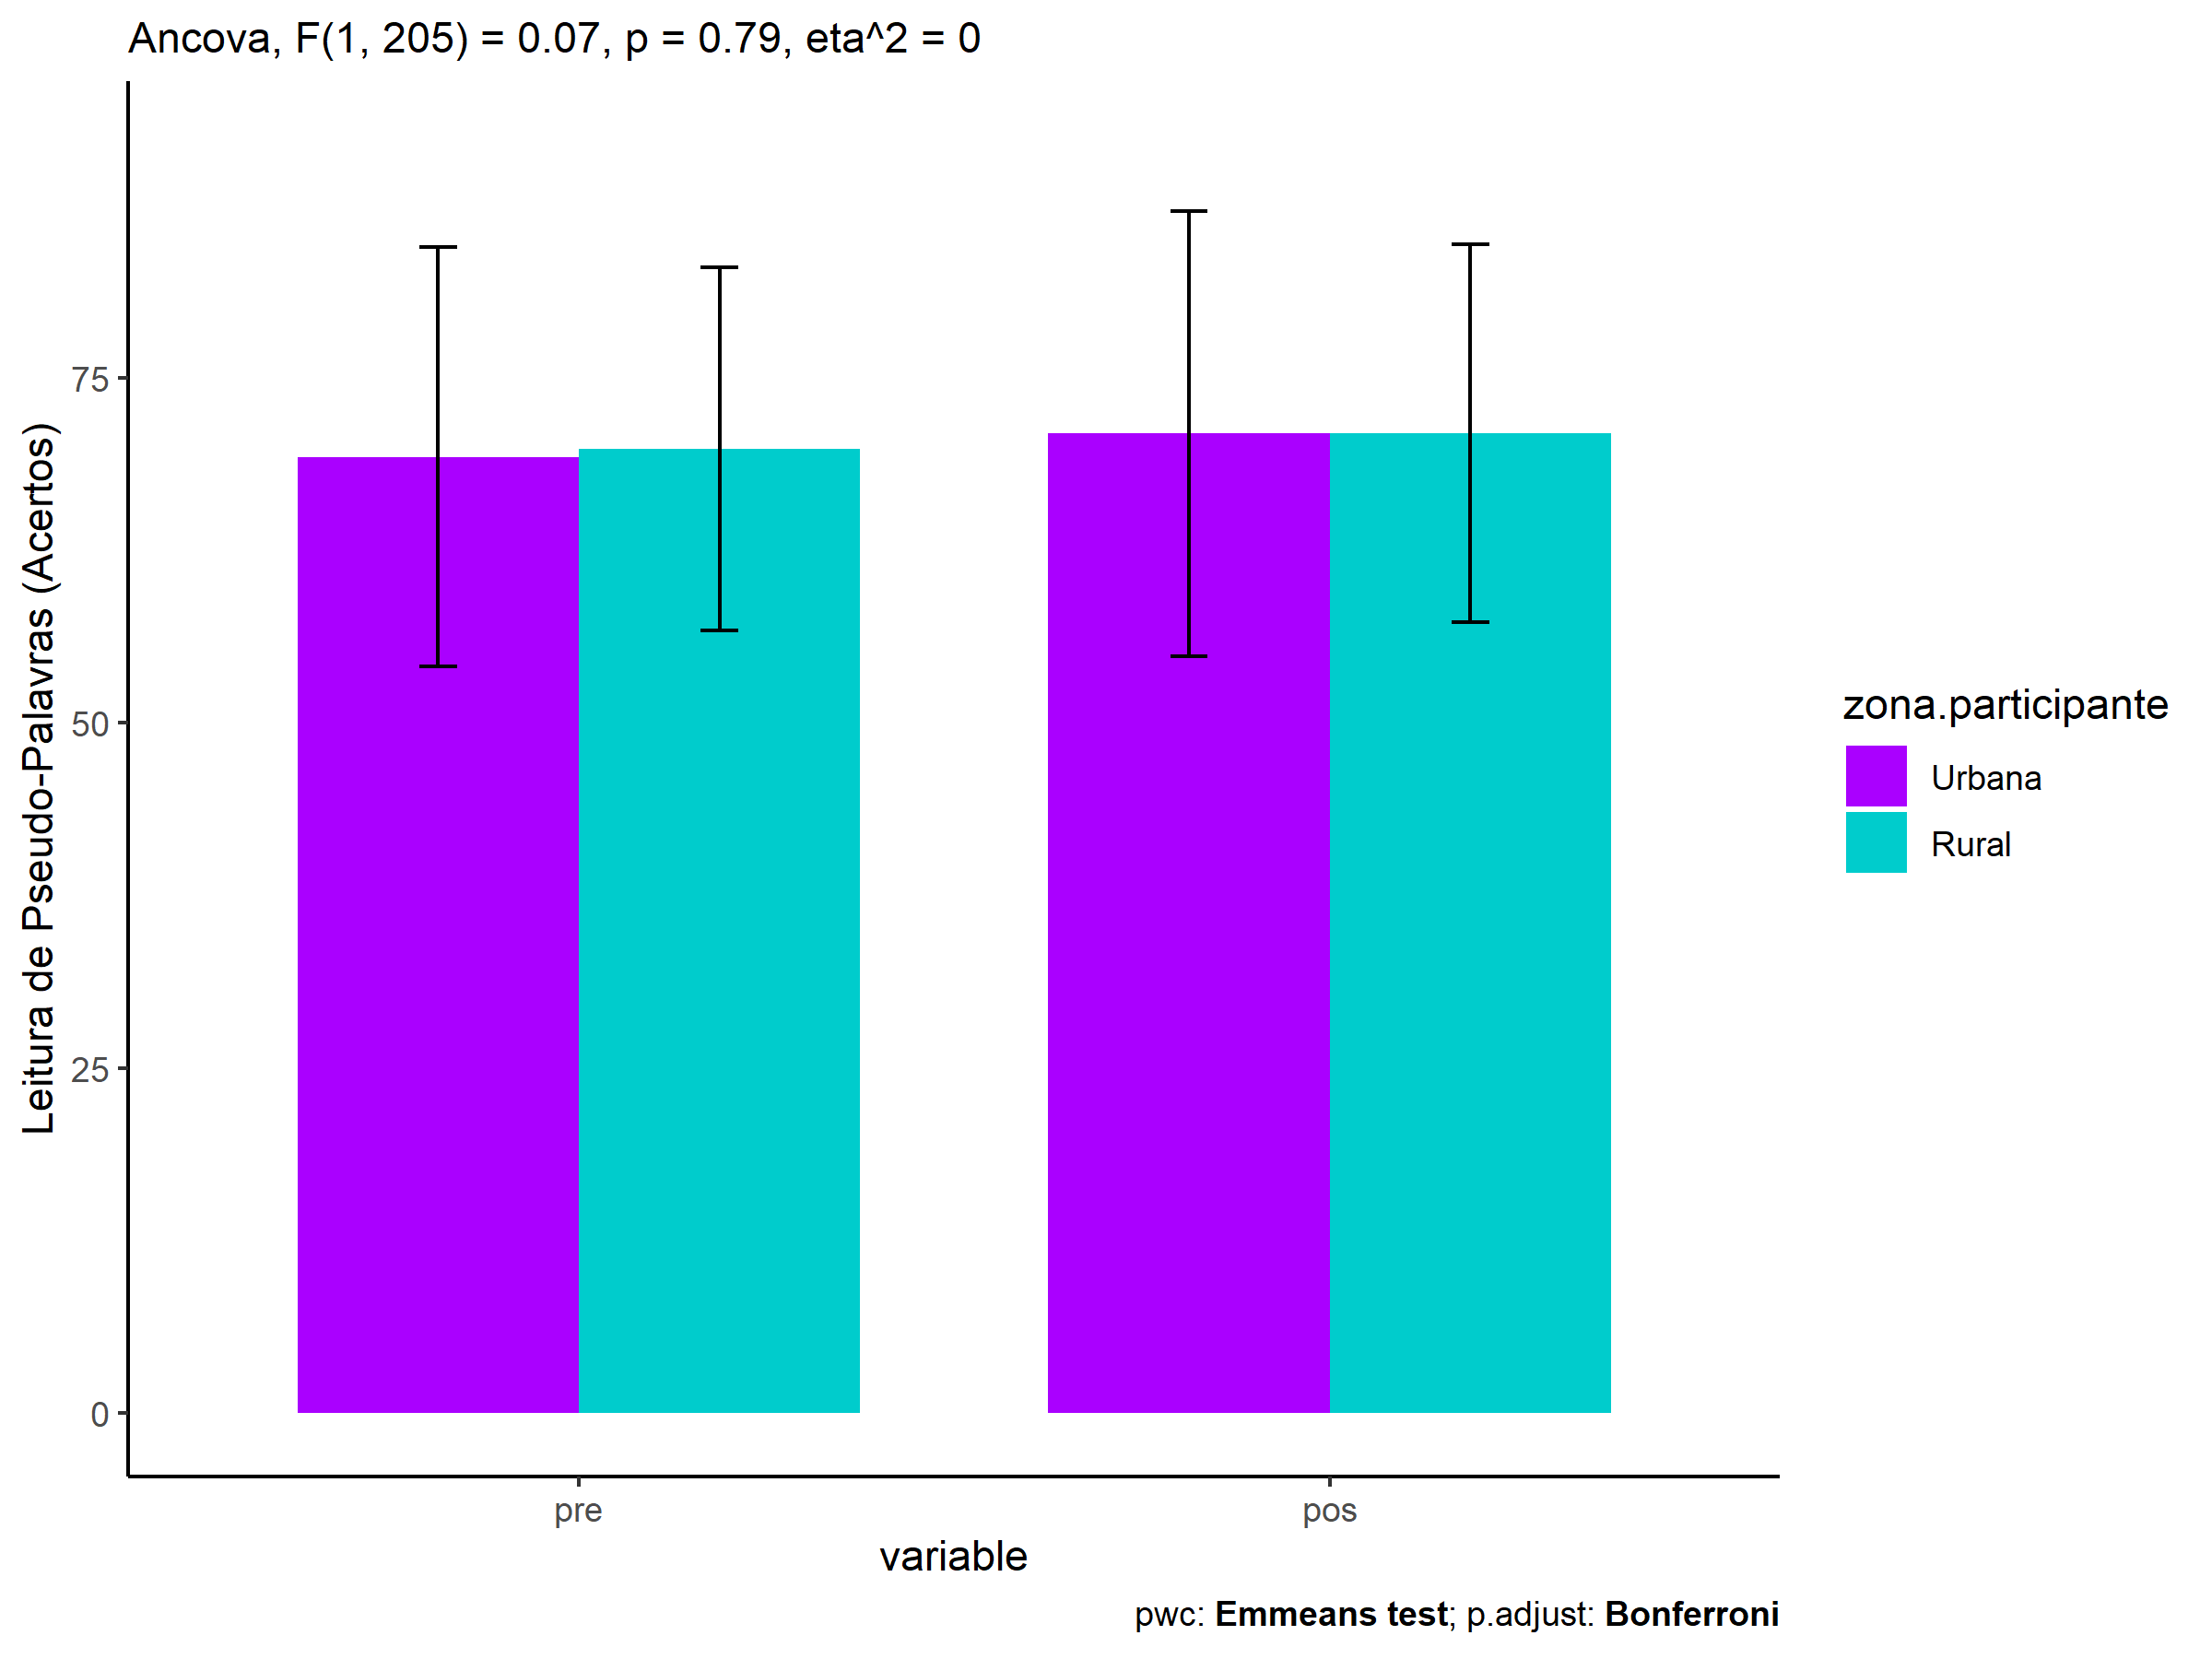 Ancova, F(1, 205) = 0.07, p = 0.79, eta^2 = 0
Leitura de Pseudo-Palavras (Acertos)
75
50
25
0
pre
pos
variable
zona.participante
Urbana
Rural
pwc: Emmeans test; p.adjust: Bonferroni